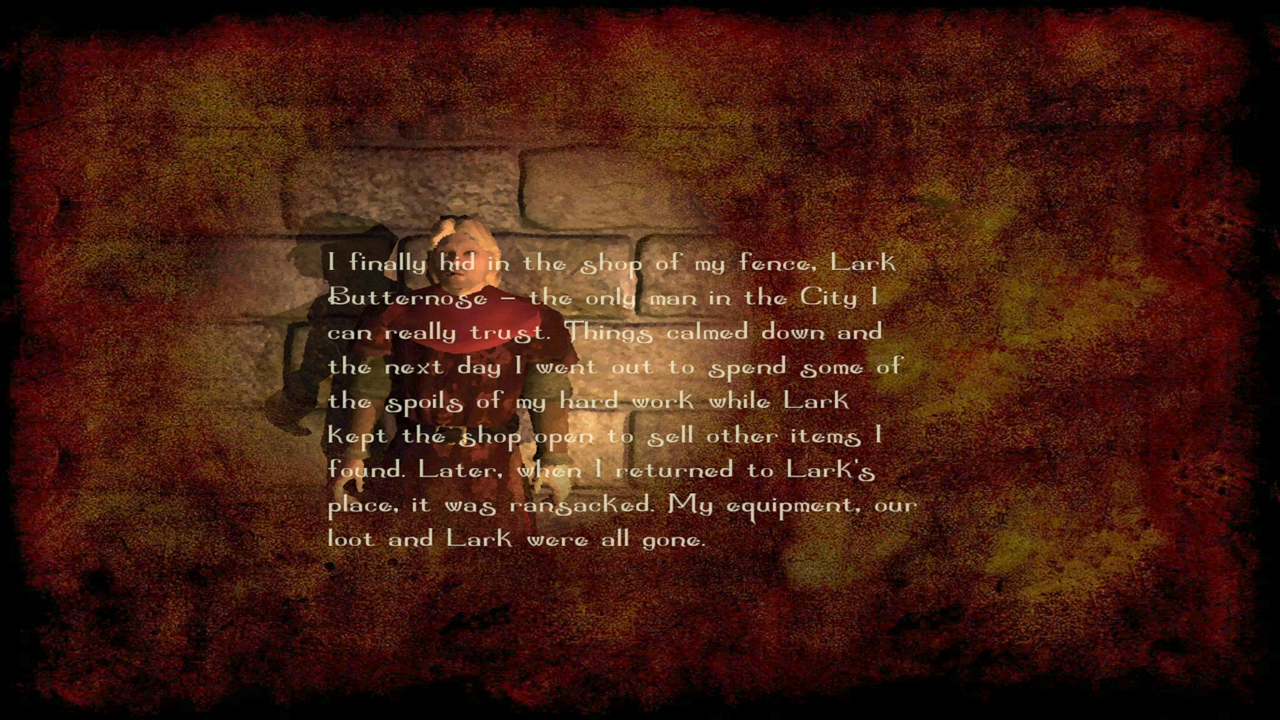 I finally hid in the shop of my fence, Lark
Butternose – the only man in the City I
can really trust. Things calmed down and
the next day I went out to spend some of
the spoils of my hard work while Lark
kept the shop open to sell other items I
found. Later, when I returned to Lark's
place, it was ransacked. My equipment, our
loot and Lark were all gone.